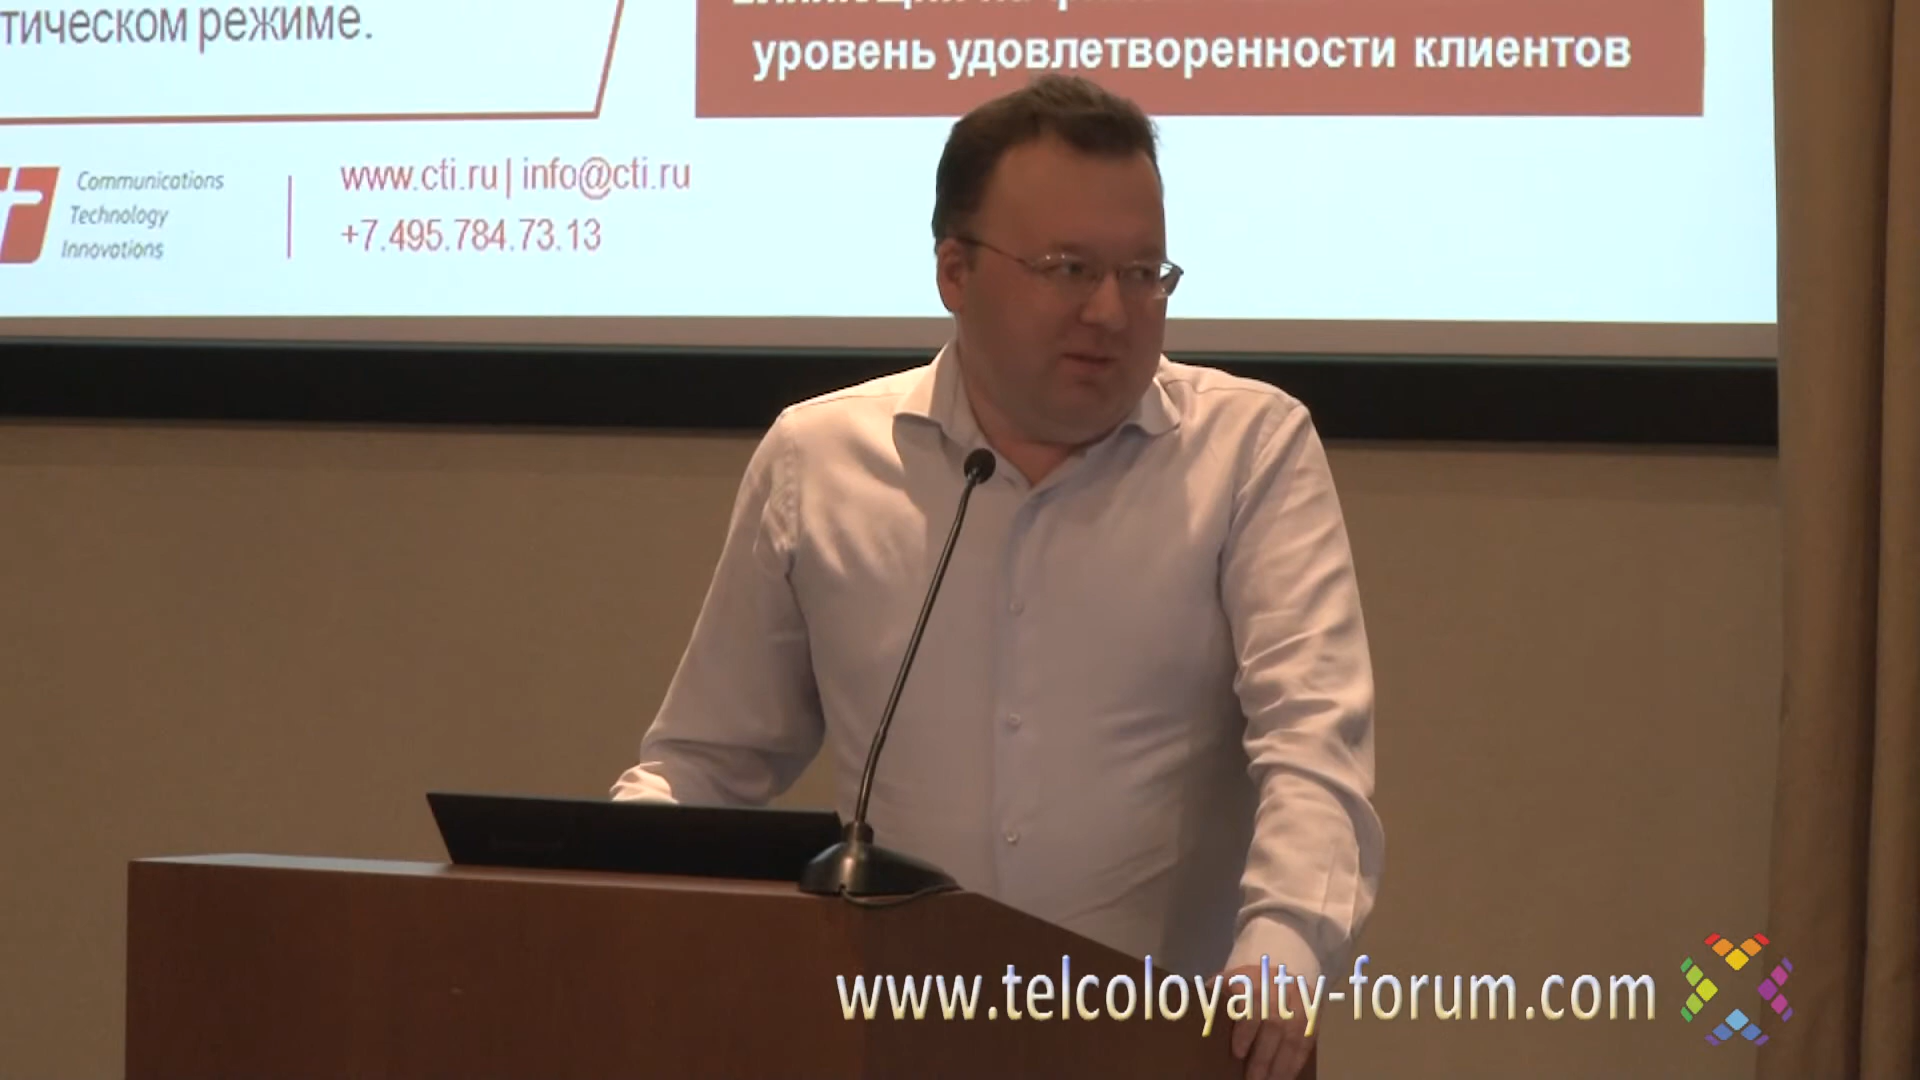 тическом режиме.
уровень удовлетворенности клиентов
Communications
Technology
Innovations
www.cti.ru | info@cti.ru
+7.495.784.73.13
www.telcoloyalty-forum.com